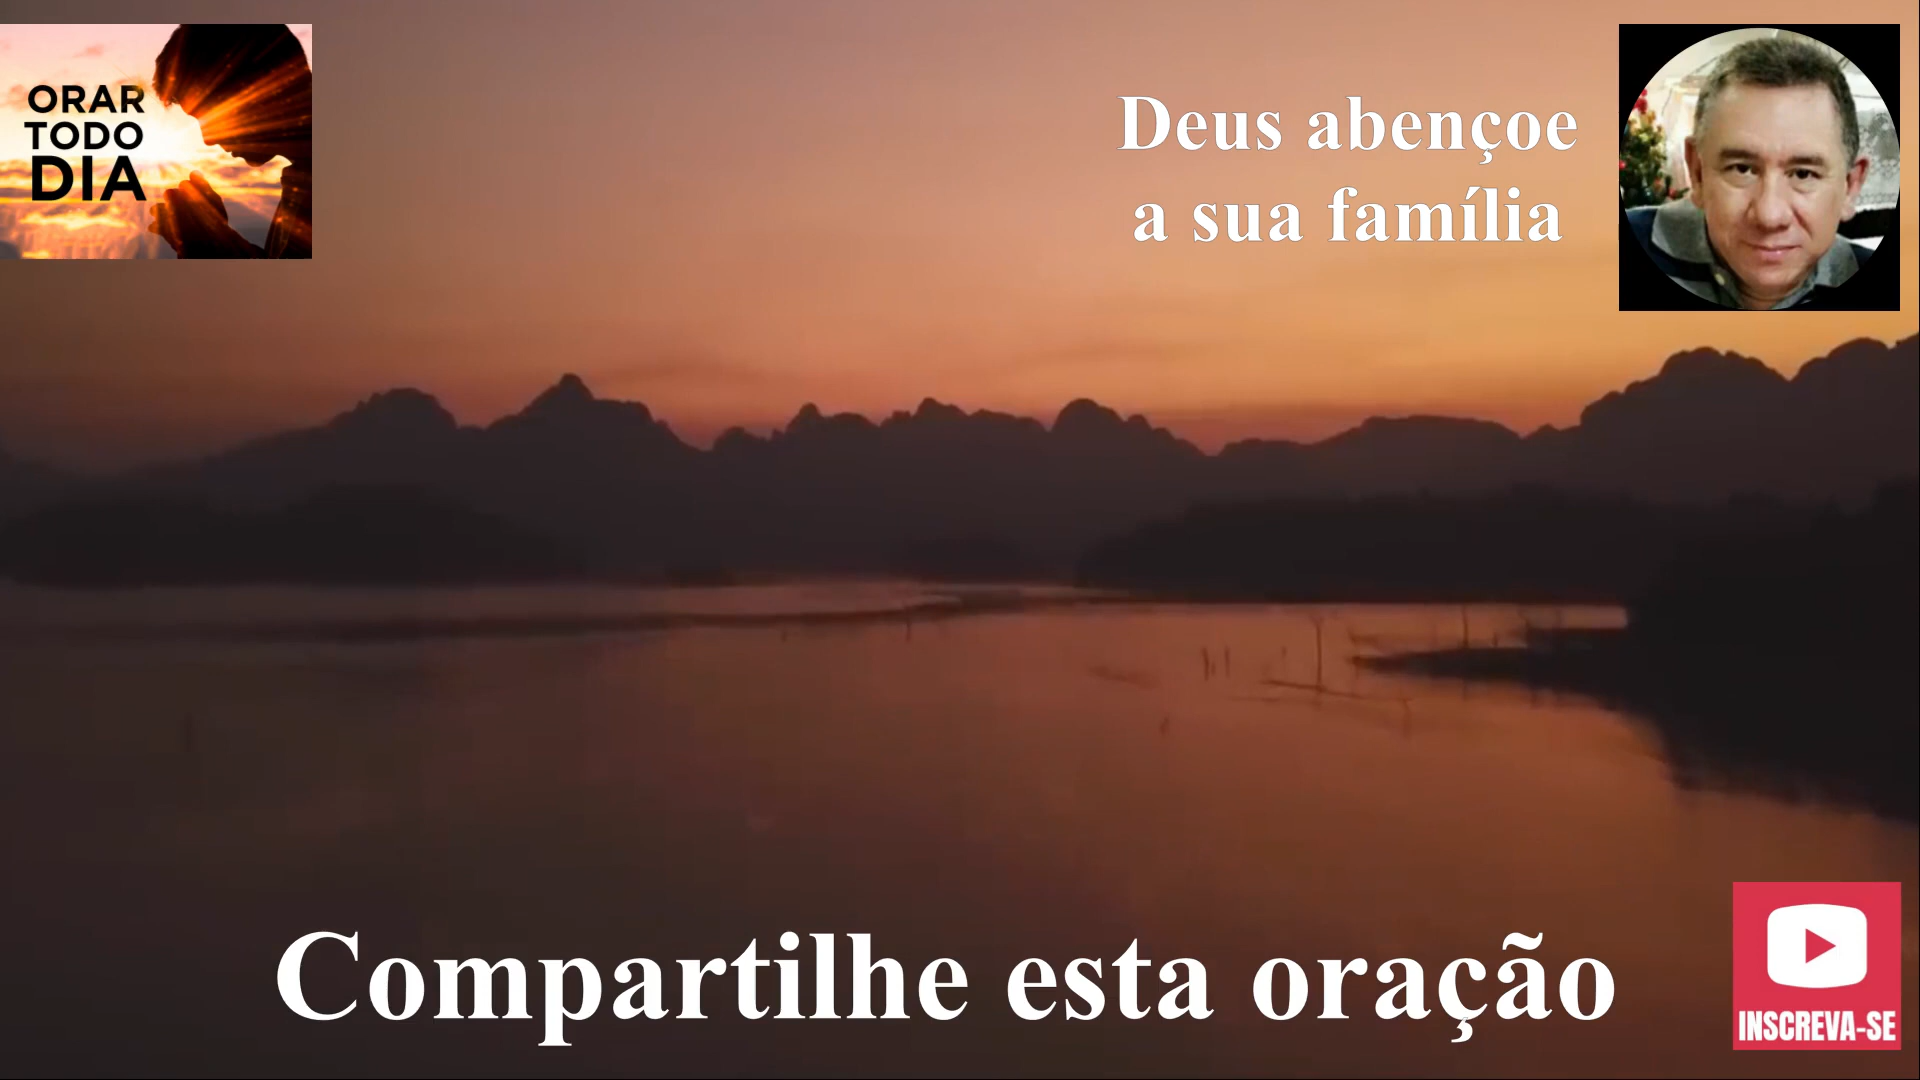 ORAR
TODO
DIA
Deus abençoe
a sua família
Compartilhe esta oração
INSCREVA-SE